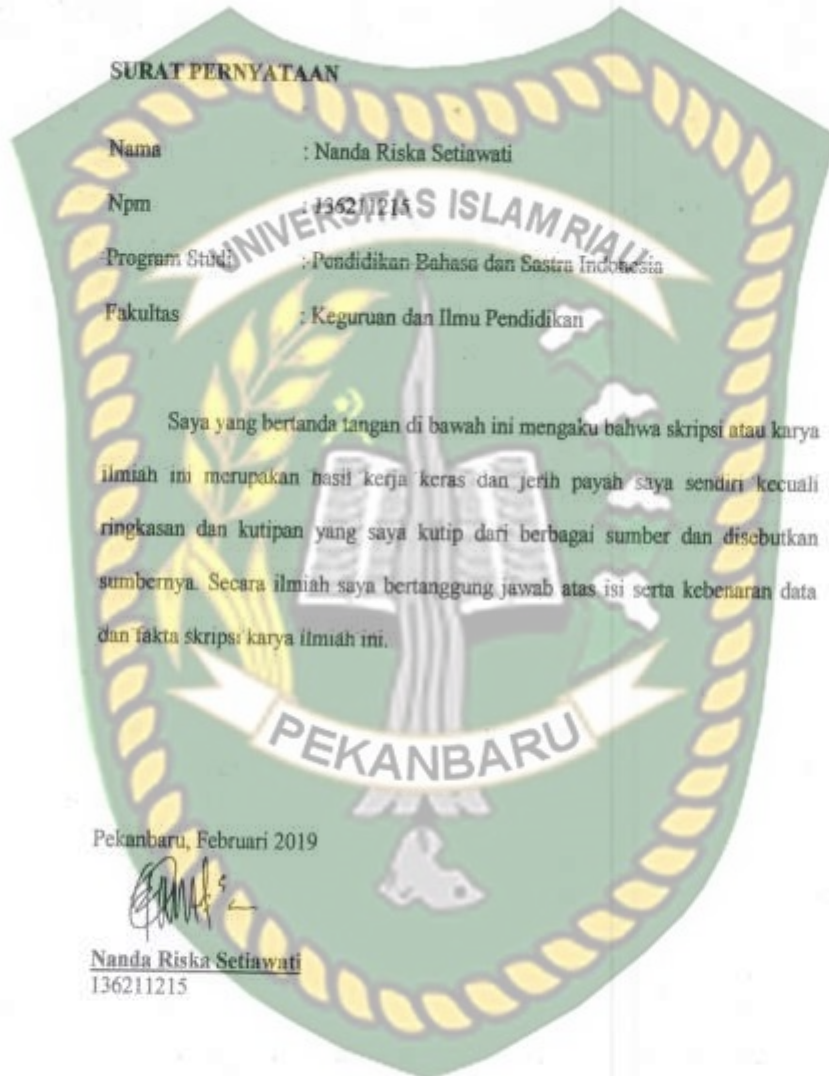 SURAT PERNYATAAN
Nama : Nanda Riska Setiawati
Npm : 136211215
UNIVERSITAS ISLAM RIAU
Program Studi : Pendidikan Bahasa dan Sastra Indonesia
Fakultas : Keguruan dan Ilmu Pendidikan
Saya yang bertanda tangan di bawah ini mengaku bahwa skripsi atau karya
ilmiah ini merupakan hasil kerja keras dan jerih payah saya sendiri kecuali
ringkasan dan kutipan yang saya kutip dari berbagai sumber dan disebutkan
sumbernya. Secara ilmiah saya bertanggung jawab atas isi serta kebenaran data
dan fakta skripsi karya ilmiah ini.
PEKANBARU
Pekanbaru, Februari 2019
Nanda Riska Setiawati
136211215